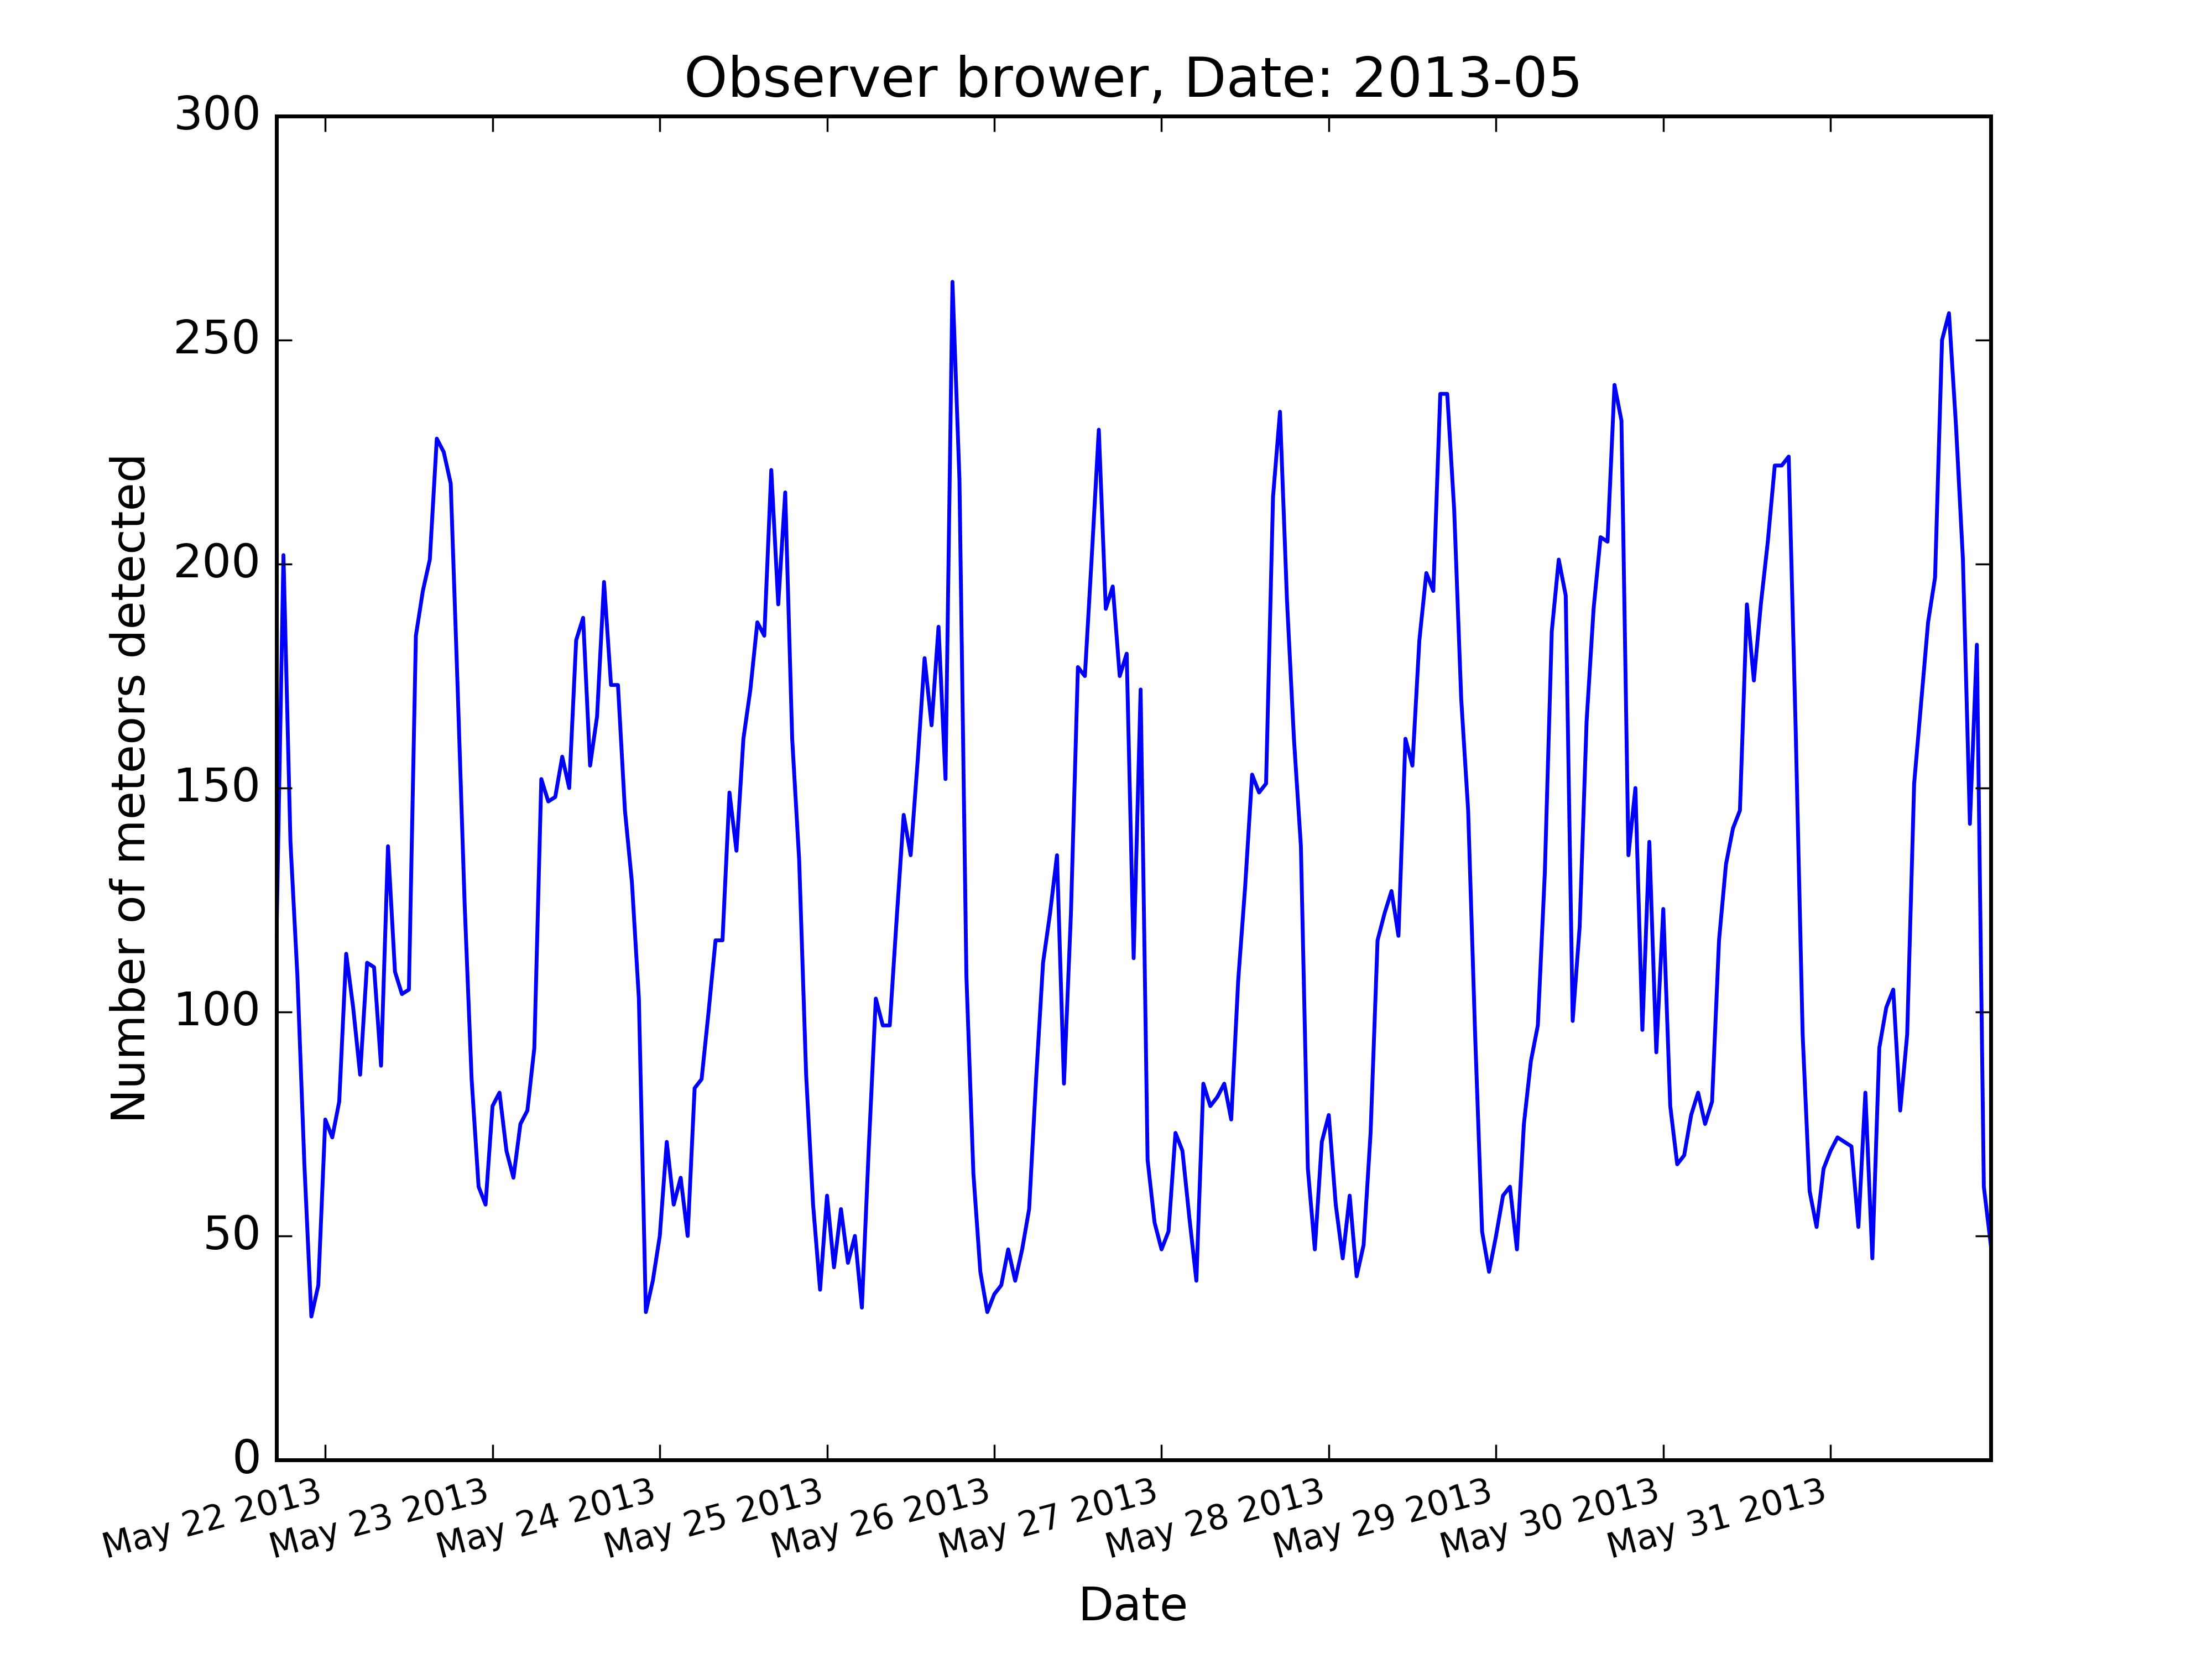 Observer brower, Date: 2013-05
300
250
200
150
100
50
0
Number of meteors detected
May 22 2013
May 23 2013
May 24 2013
May 25 2013
May 26 2013
May 27 2013
May 28 2013
May 29 2013
May 30 2013
May 31 2013
Date